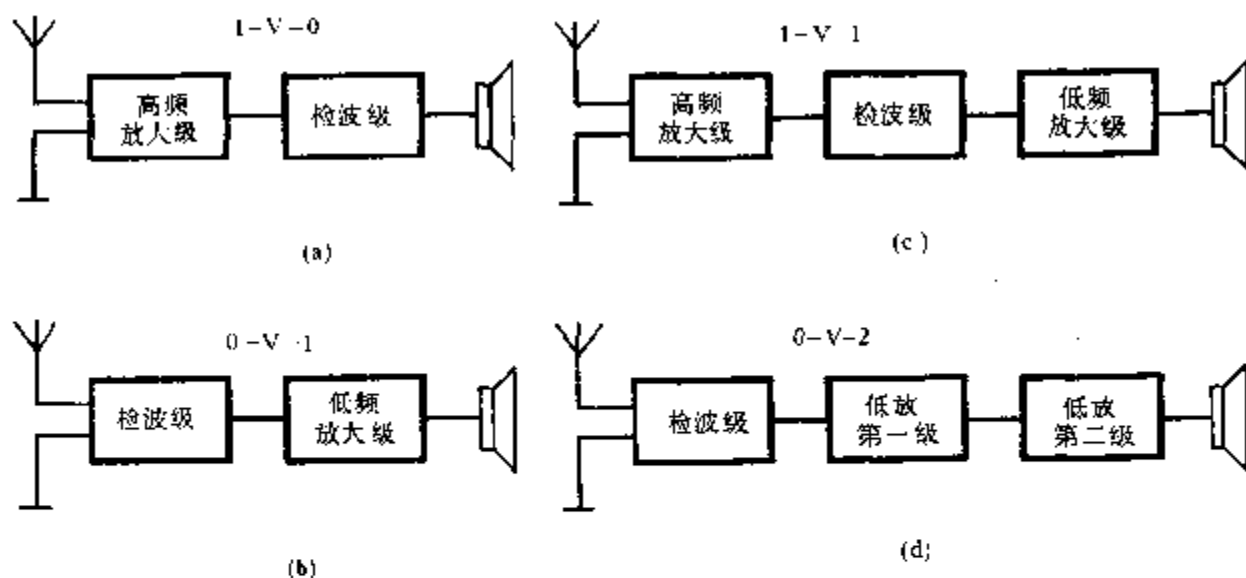 1-V-0
高频
放人级
检波级
(a)
1-V-1
高频
放大级
检波级
低频
放大级
(c)
0-V-1
检波级
低频
放大级
(b)
0-V-2
检波级
低放
第一级
低放
第二级
(d)